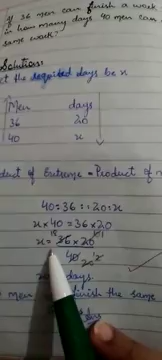 If 36 men can finish a work
in how many days 40 men can
same work?
Solution:
let the required days be x
Men days
36 20
40 x
Product of Extreme = Product of
40 : 36 :: 20 : x
x × 40 = 36 × 20
x = 36 × 20
40
days.
men finish the same